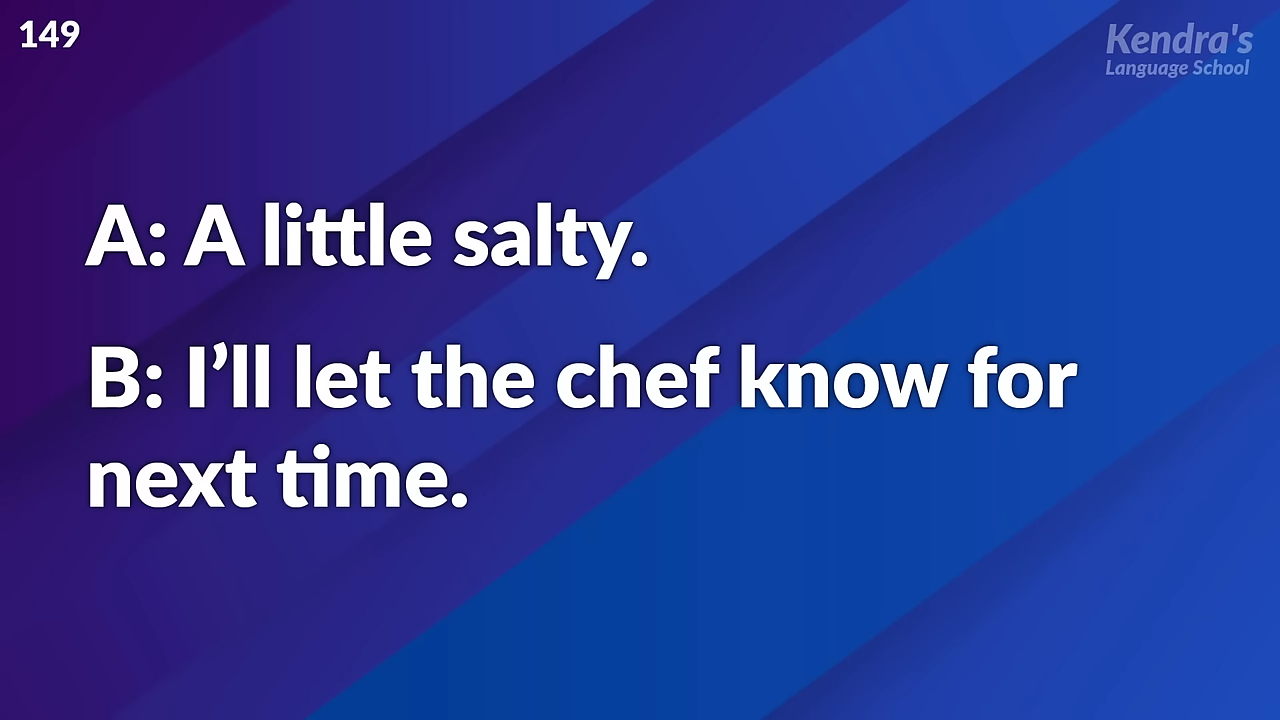 149
Kendra's
Language School
A: A little salty.
B: I’ll let the chef know for
next time.